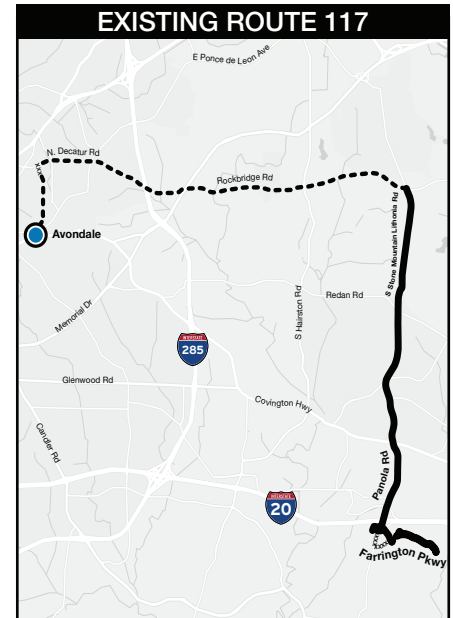 EXISTING ROUTE 117
E Ponce de Leon Ave
N. Decatur Rd
Rockbridge Rd
S Stone Mountain Lithonia Rd
Avondale
Redan Rd
S Hairston Rd
Memorial Dr
INTERSTATE
285
Glenwood Rd
Covington Hwy
Candler Rd
Panola Rd
20
Farrington Pkwy